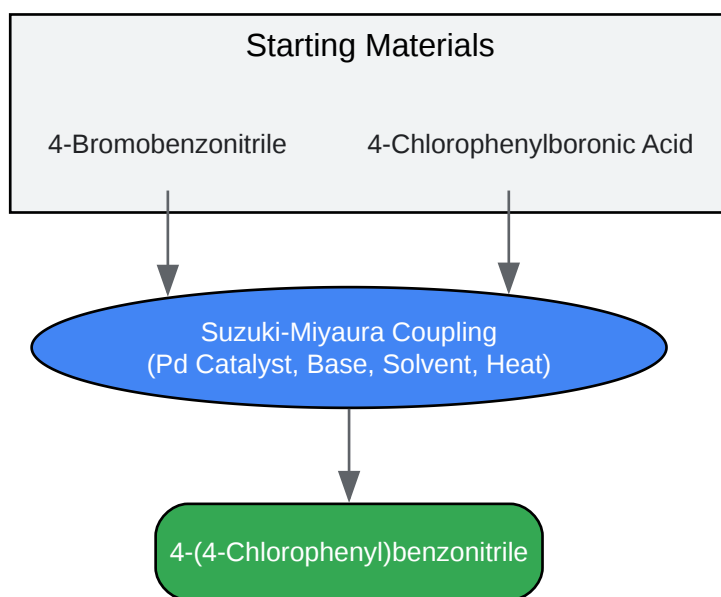 Starting Materials
4-Bromobenzonitrile
4-Chlorophenylboronic Acid
Suzuki-Miyaura Coupling
(Pd Catalyst, Base, Solvent, Heat)
4-(4-Chlorophenyl)benzonitrile